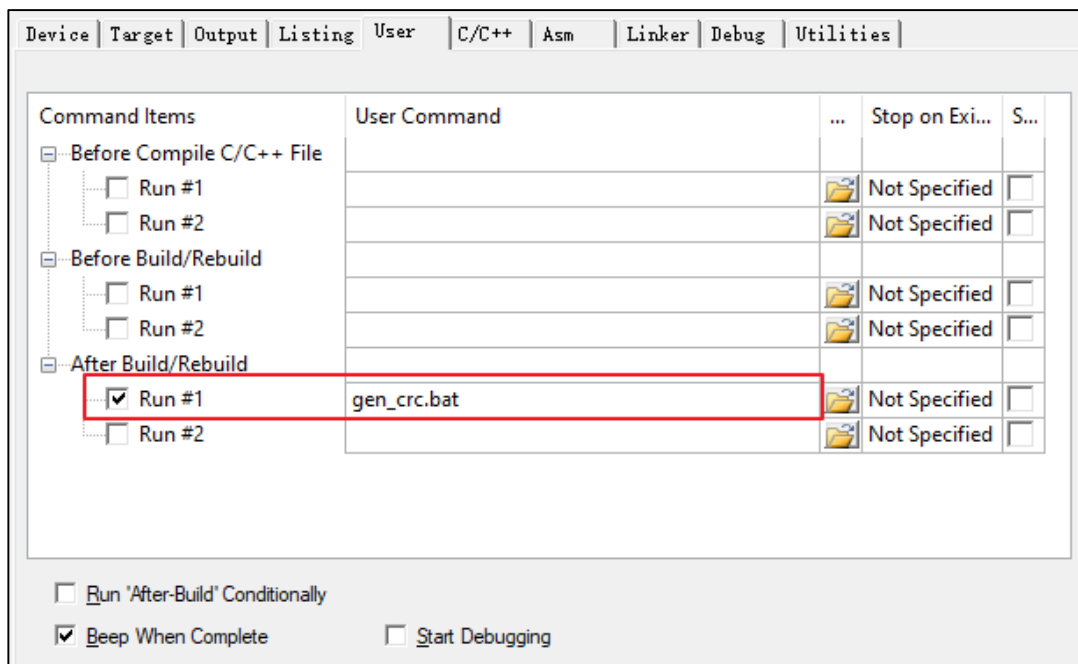 Device Target Output Listing User C/C++ Asm Linker Debug Utilities
Command Items User Command ... Stop on Exi... S...
Before Compile C/C++ File
Run #1 Not Specified
Run #2 Not Specified
Before Build/Rebuild
Run #1 Not Specified
Run #2 Not Specified
After Build/Rebuild
Run #1 gen_crc.bat Not Specified
Run #2 Not Specified
Run 'After-Build' Conditionally
Beep When Complete Start Debugging